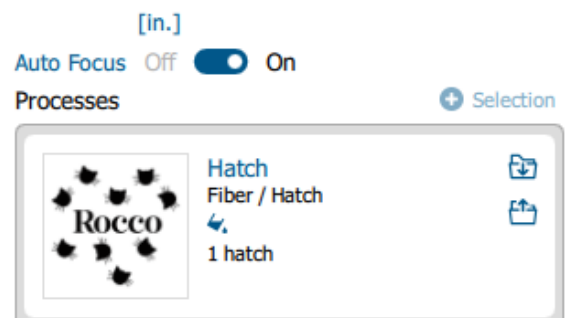 [in.]
Auto Focus Off On
Processes Selection
Hatch
Fiber / Hatch
Rocco
1 hatch